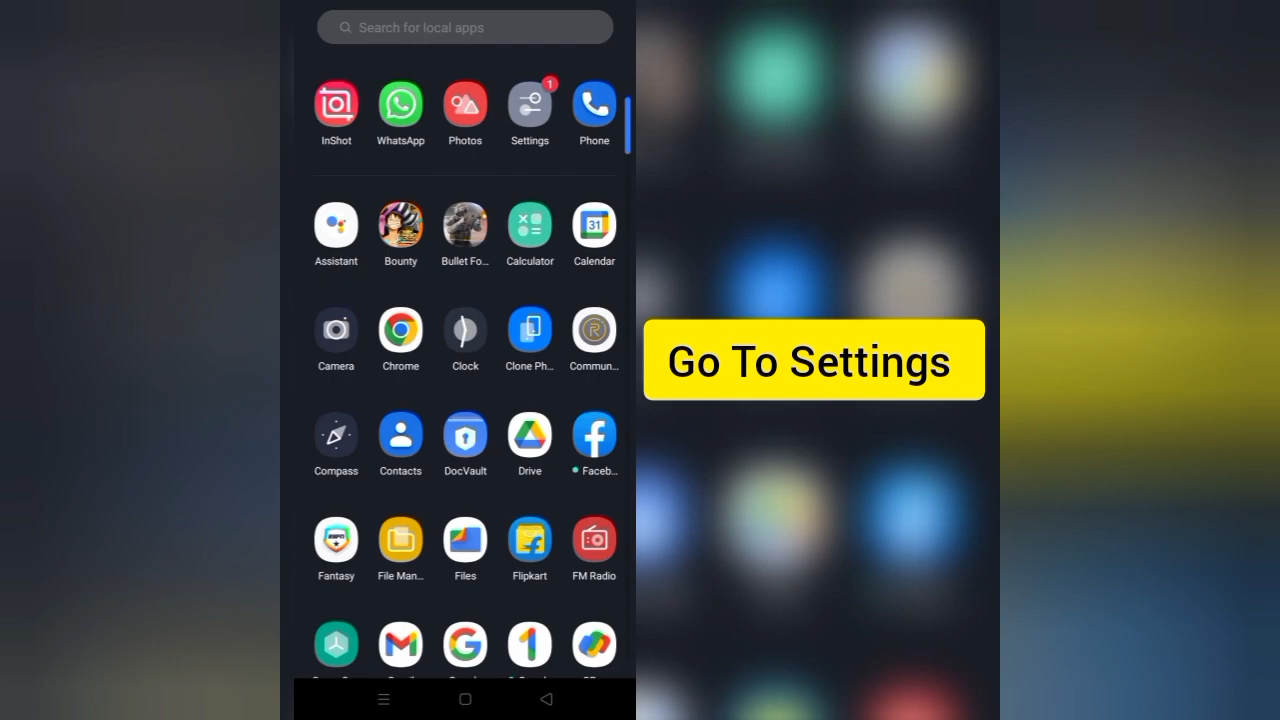 Search for local apps
1
InShot WhatsApp Photos Settings Phone
31
Assistant Bounty Bullet Fo... Calculator Calendar
Camera Chrome Clock Clone Ph... Commun...
Compass Contacts DocVault Drive Faceb...
Fantasy File Man... Files Flipkart FM Radio
Go To Settings